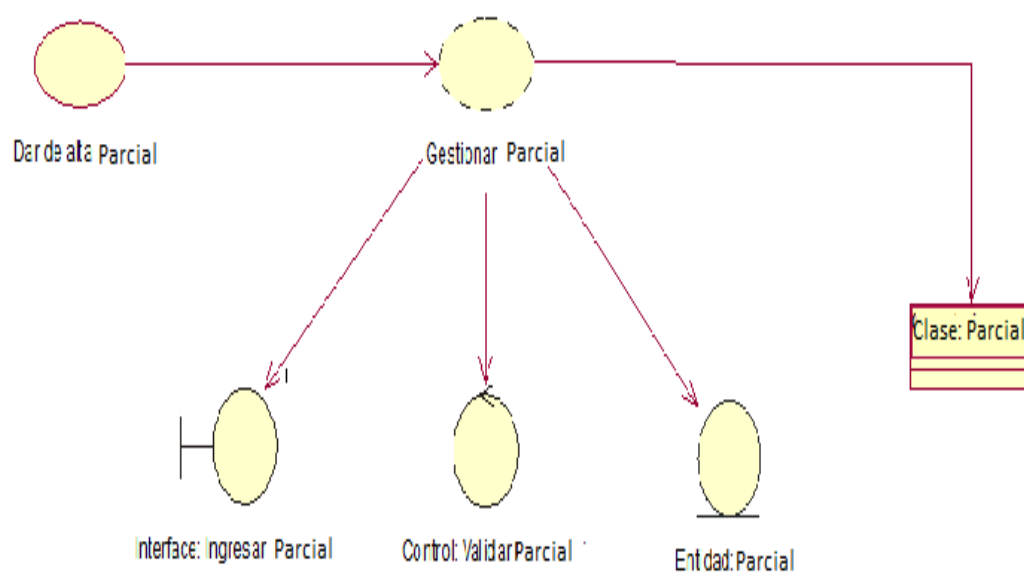 Dar de alta Parcial
Gestionar Parcial
Clase: Parcial
Interface: Ingresar Parcial
Control: Validar Parcial
Entidad: Parcial